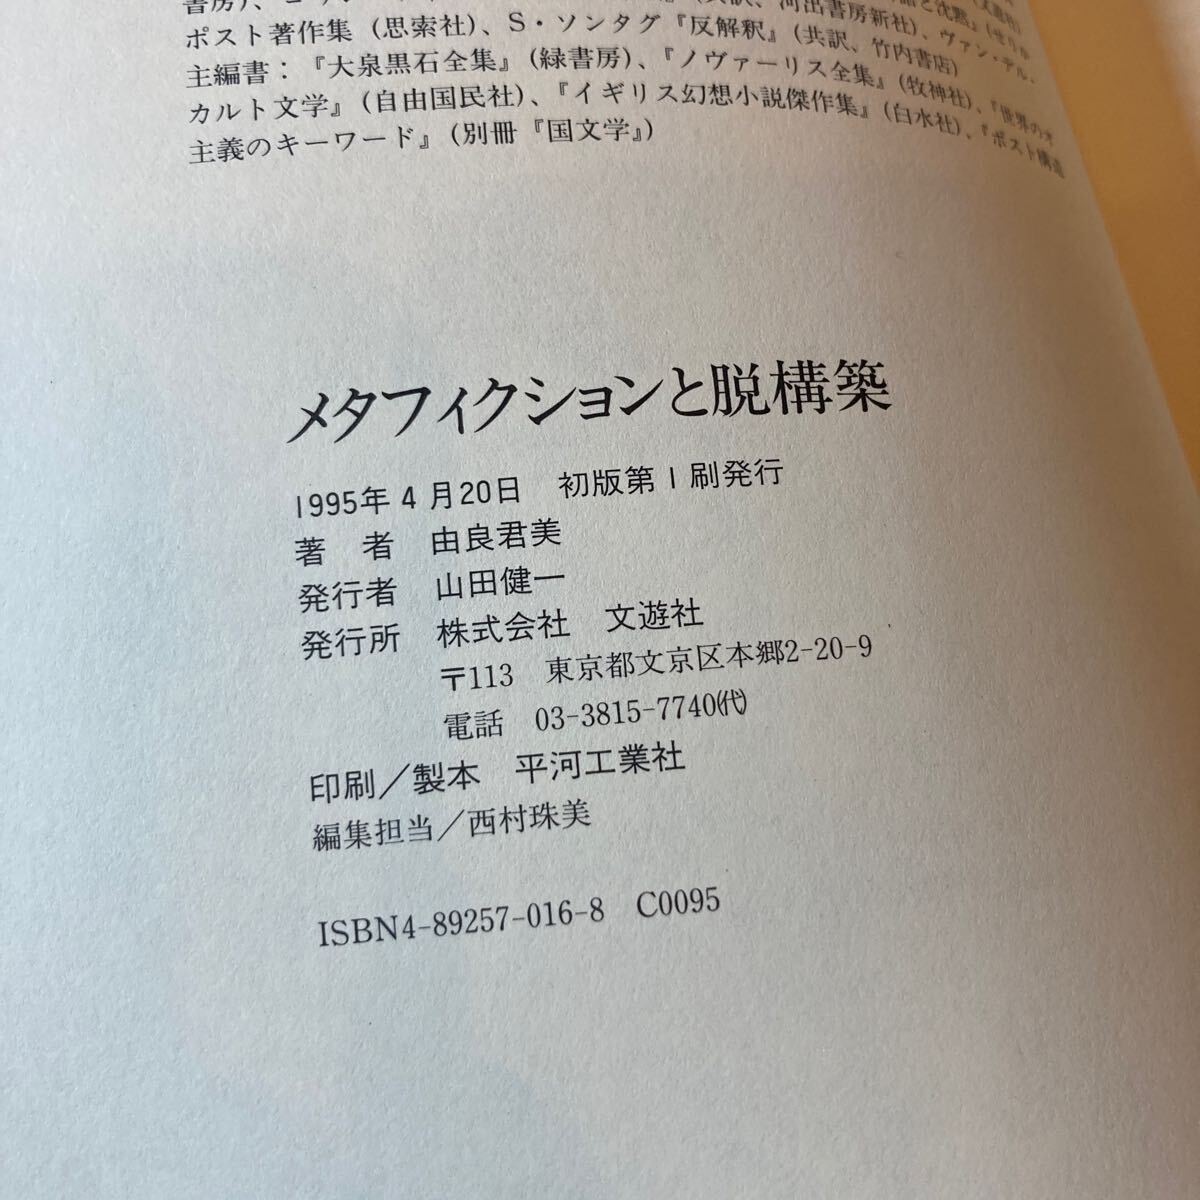 ポスト著作集（思索社）、S・ソンタグ『反解釈』（共訳、竹内書店）
主編書：『大泉黒石全集』（緑書房）、『ノヴァーリス全集』（牧神社）、『世界のオ
カルト文学』（自由国民社）、『イギリス幻想小説傑作集』（白水社）、『ポスト構造
主義のキーワード』（別冊『国文学』）
メタフィクションと脱構築
1995年4月20日　初版第1刷発行
著　者　由良君美
発行者　山田健一
発行所　株式会社　文遊社
〒113　東京都文京区本郷2-20-9
電話　03-3815-7740㈹
印刷／製本　平河工業社
編集担当／西村珠美
ISBN4-89257-016-8　C0095